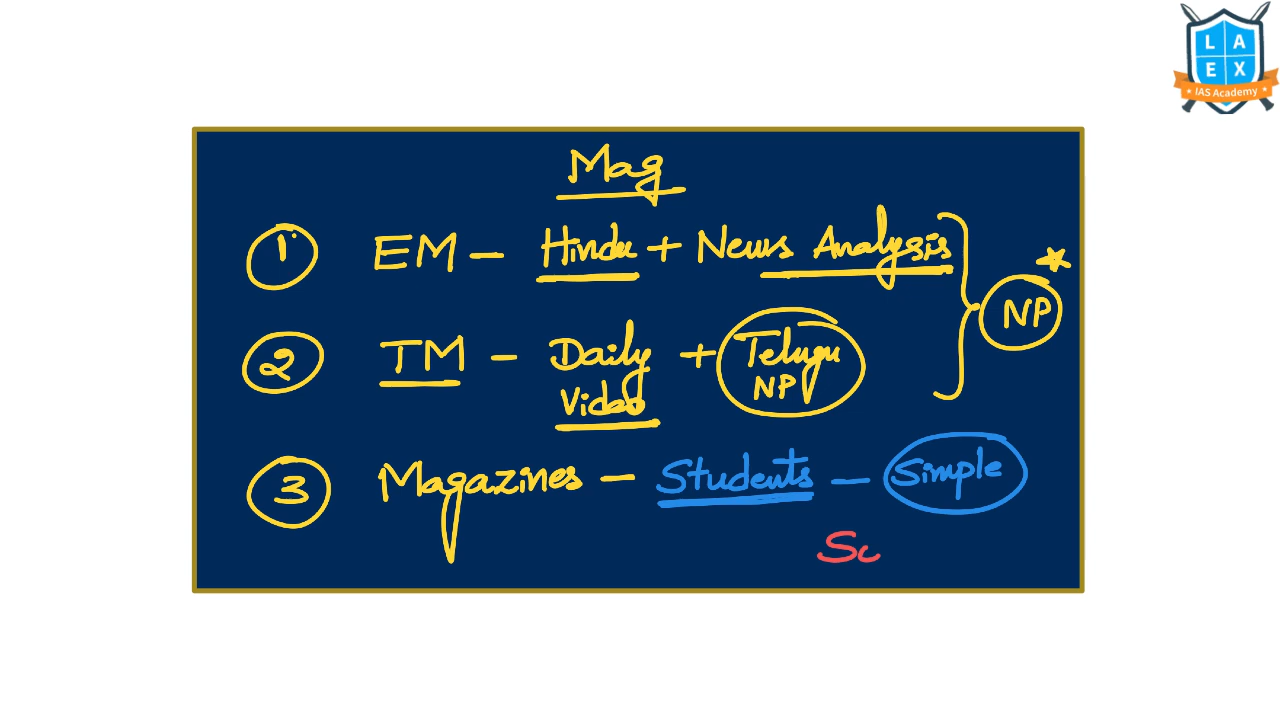 L A
E X
IAS Academy
Mag
1 EM - Hindu + News Analysis
NP
2 TM - Daily Video + Telugu NP
3 Magazines - Students - Simple
Sc